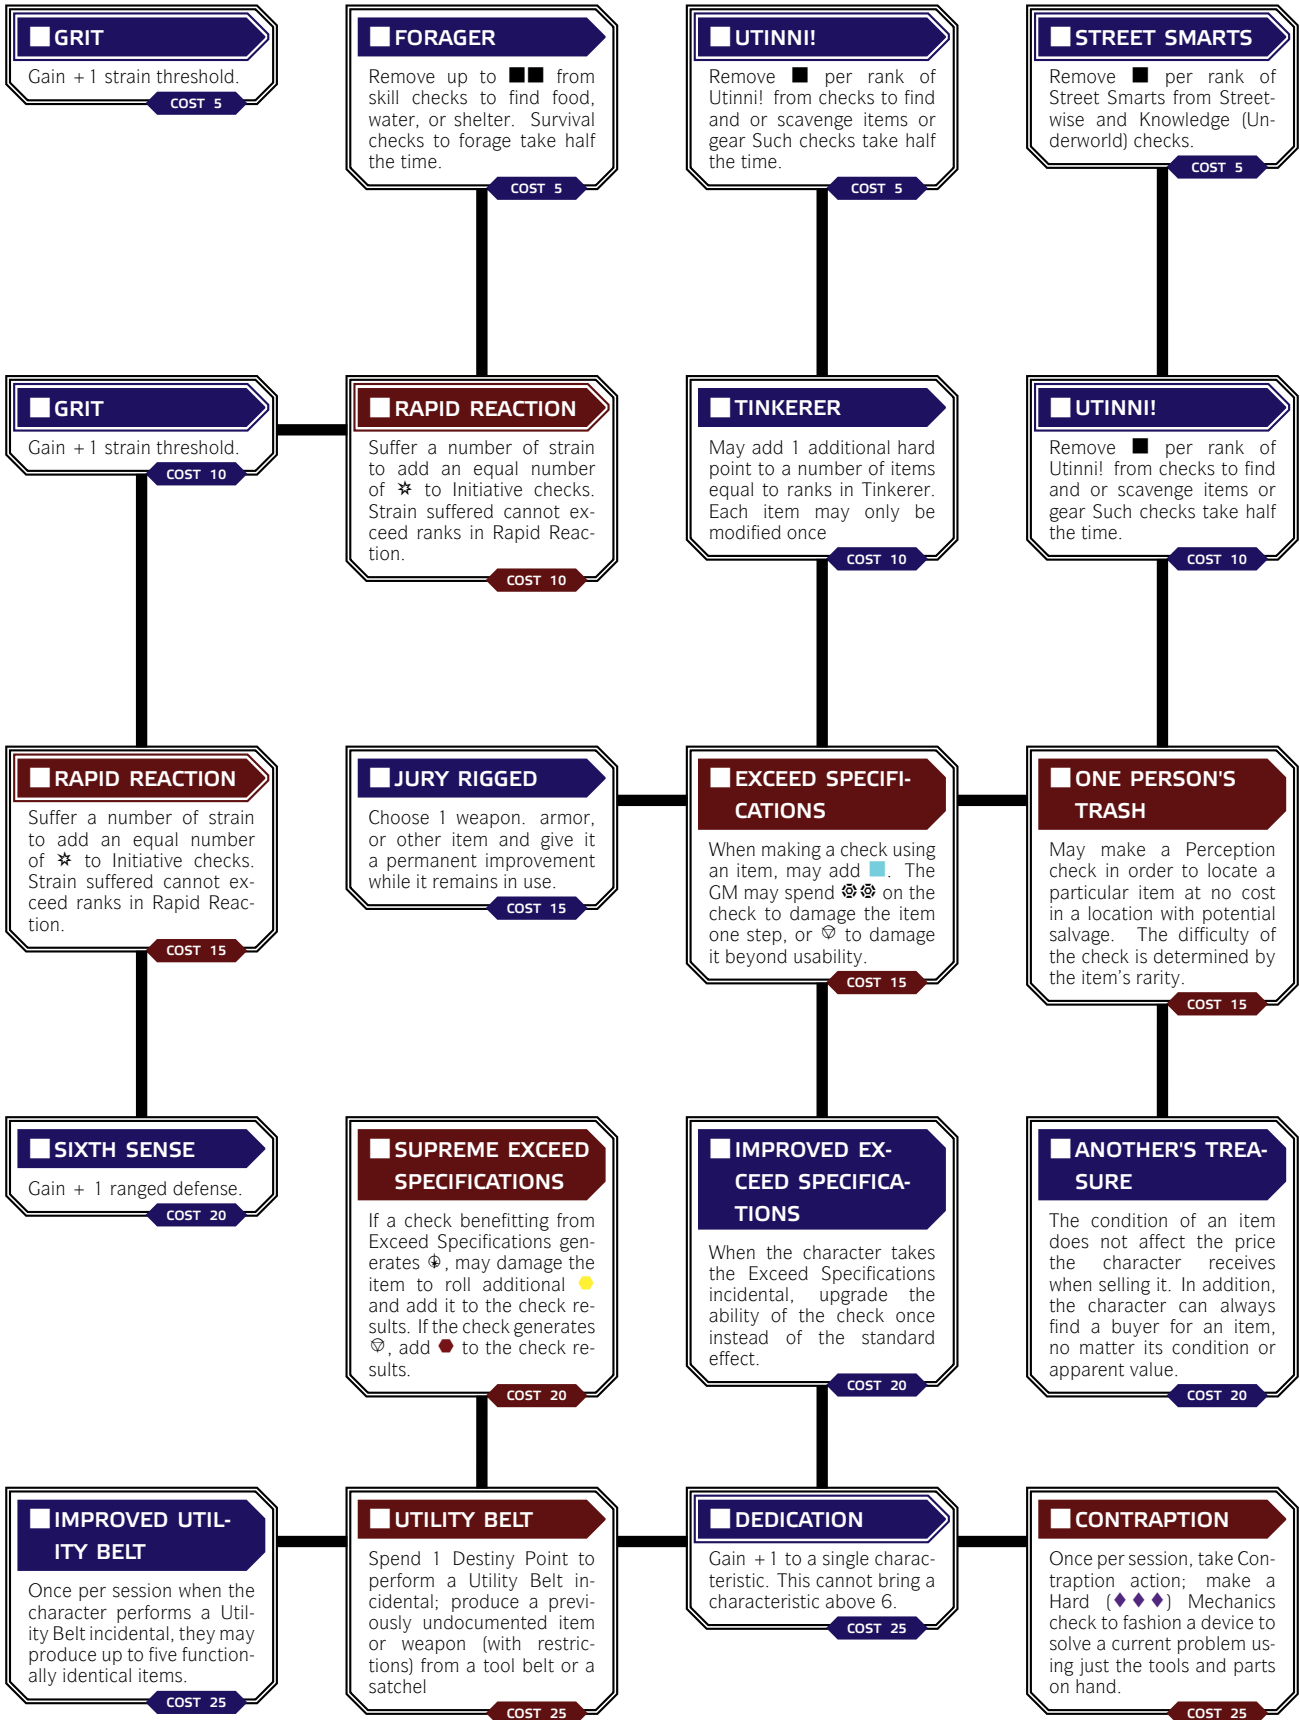 GRIT
Gain +1 strain threshold.
COST 5
FORAGER
Remove up to ■■ from
skill checks to find food,
water, or shelter. Survival
checks to forage take half
the time.
COST 5
UTINNI!
Remove ■ per rank of
Utinni! from checks to find
and or scavenge items or
gear Such checks take half
the time.
COST 5
STREET SMARTS
Remove ■ per rank of
Street Smarts from Street-
wise and Knowledge (Un-
derworld) checks.
COST 5
GRIT
Gain +1 strain threshold.
COST 10
RAPID REACTION
Suffer a number of strain
to add an equal number
of to Initiative checks.
Strain suffered cannot ex-
ceed ranks in Rapid Reac-
tion.
COST 10
TINKERER
May add 1 additional hard
point to a number of items
equal to ranks in Tinkerer.
Each item may only be
modified once
COST 10
UTINNI!
Remove ■ per rank of
Utinni! from checks to find
and or scavenge items or
gear Such checks take half
the time.
COST 10
RAPID REACTION
Suffer a number of strain
to add an equal number
of to Initiative checks.
Strain suffered cannot ex-
ceed ranks in Rapid Reac-
tion.
COST 15
JURY RIGGED
Choose 1 weapon. armor,
or other item and give it
a permanent improvement
while it remains in use.
COST 15
EXCEED SPECIFI-
CATIONS
When making a check using
an item, may add ■. The
GM may spend on the
check to damage the item
one step, or to damage
it beyond usability.
COST 15
ONE PERSON'S
TRASH
May make a Perception
check in order to locate a
particular item at no cost
in a location with potential
salvage. The difficulty of
the check is determined by
the item's rarity.
COST 15
SIXTH SENSE
Gain + 1 ranged defense.
COST 20
SUPREME EXCEED
SPECIFICATIONS
If a check benefitting from
Exceed Specifications gen-
erates , may damage the
item to roll additional ⬢
and add it to the check re-
sults. If the check generates
, add ⬢ to the check re-
sults.
COST 20
IMPROVED EX-
CEED SPECIFICA-
TIONS
When the character takes
the Exceed Specifications
incidental, upgrade the
ability of the check once
instead of the standard
effect.
COST 20
ANOTHER'S TREA-
SURE
The condition of an item
does not affect the price
the character receives
when selling it. In addition,
the character can always
find a buyer for an item,
no matter its condition or
apparent value.
COST 20
IMPROVED UTIL-
ITY BELT
Once per session when the
character performs a Util-
ity Belt incidental, they may
produce up to five function-
ally identical items.
COST 25
UTILITY BELT
Spend 1 Destiny Point to
perform a Utility Belt in-
cidental; produce a previ-
ously undocumented item
or weapon (with restric-
tions) from a tool belt or a
satchel
COST 25
DEDICATION
Gain +1 to a single charac-
teristic. This cannot bring a
characteristic above 6.
COST 25
CONTRAPTION
Once per session, take Con-
traption action; make a
Hard (♦♦♦) Mechanics
check to fashion a device to
solve a current problem us-
ing just the tools and parts
on hand.
COST 25